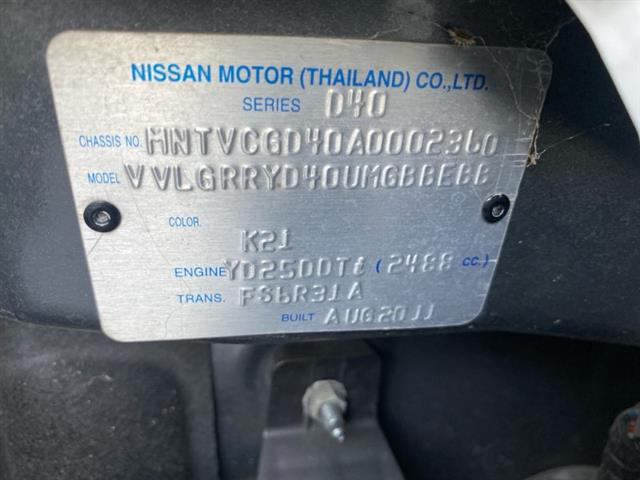 NISSAN MOTOR (THAILAND) CO.,LTD.
SERIES D40
CHASSIS NO. MNTVCGD40A0002360
MODEL VVLGRRYD40UMGBBEBB
COLOR.
K21
ENGINE YD25DDTi (2488 cc.)
TRANS. FS6R31A
BUILT AUG2011